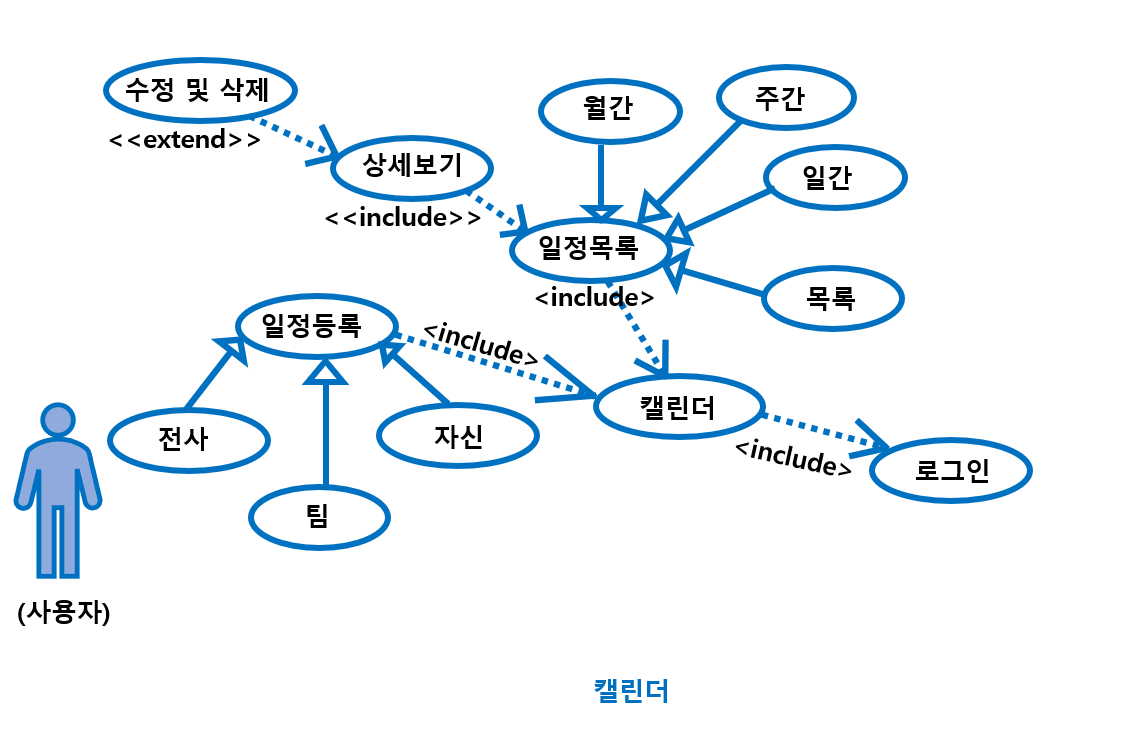 수정 및 삭제
<<extend>>
상세보기
<<include>>
월간
주간
일간
일정목록
<include>
목록
일정등록
<include>
전사
팀
자신
캘린더
<include>
로그인
(사용자)
캘린더